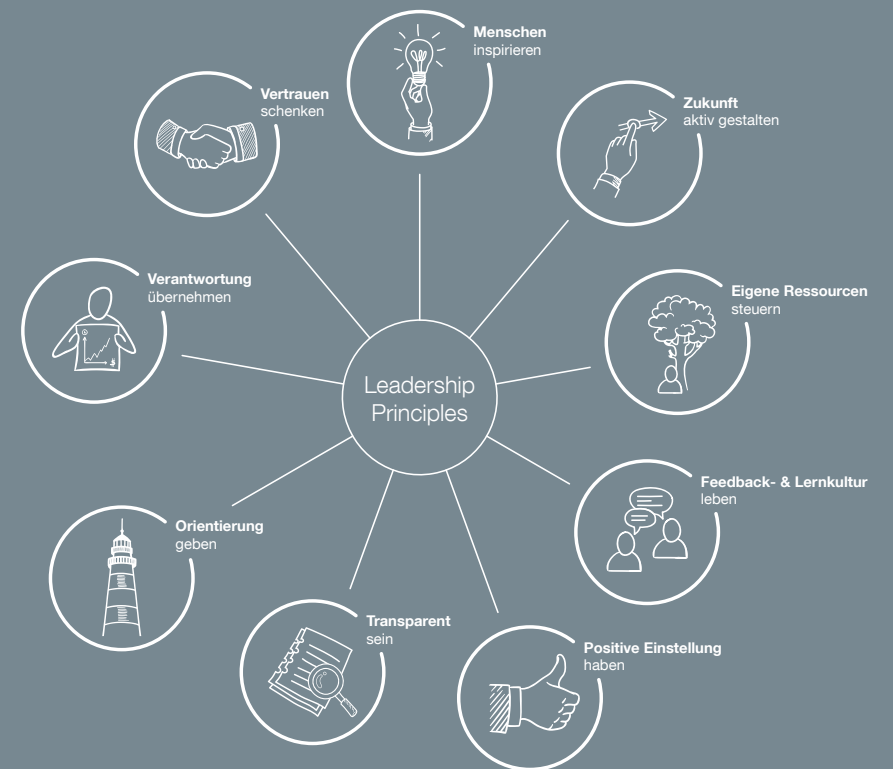 Menschen
inspirieren
Vertrauen
schenken
Zukunft
aktiv gestalten
Verantwortung
übernehmen
Eigene Ressourcen
steuern
Leadership
Principles
Feedback- & Lernkultur
leben
Orientierung
geben
Transparent
sein
Positive Einstellung
haben